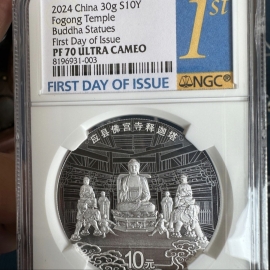 2024 China 30g S10Y
Fogong Temple
Buddha Statues
First Day of Issue
PF 70 ULTRA CAMEO
8196931-003
1st
FIRST DAY OF ISSUE
NGC
应县佛宫寺释迦塔
10元